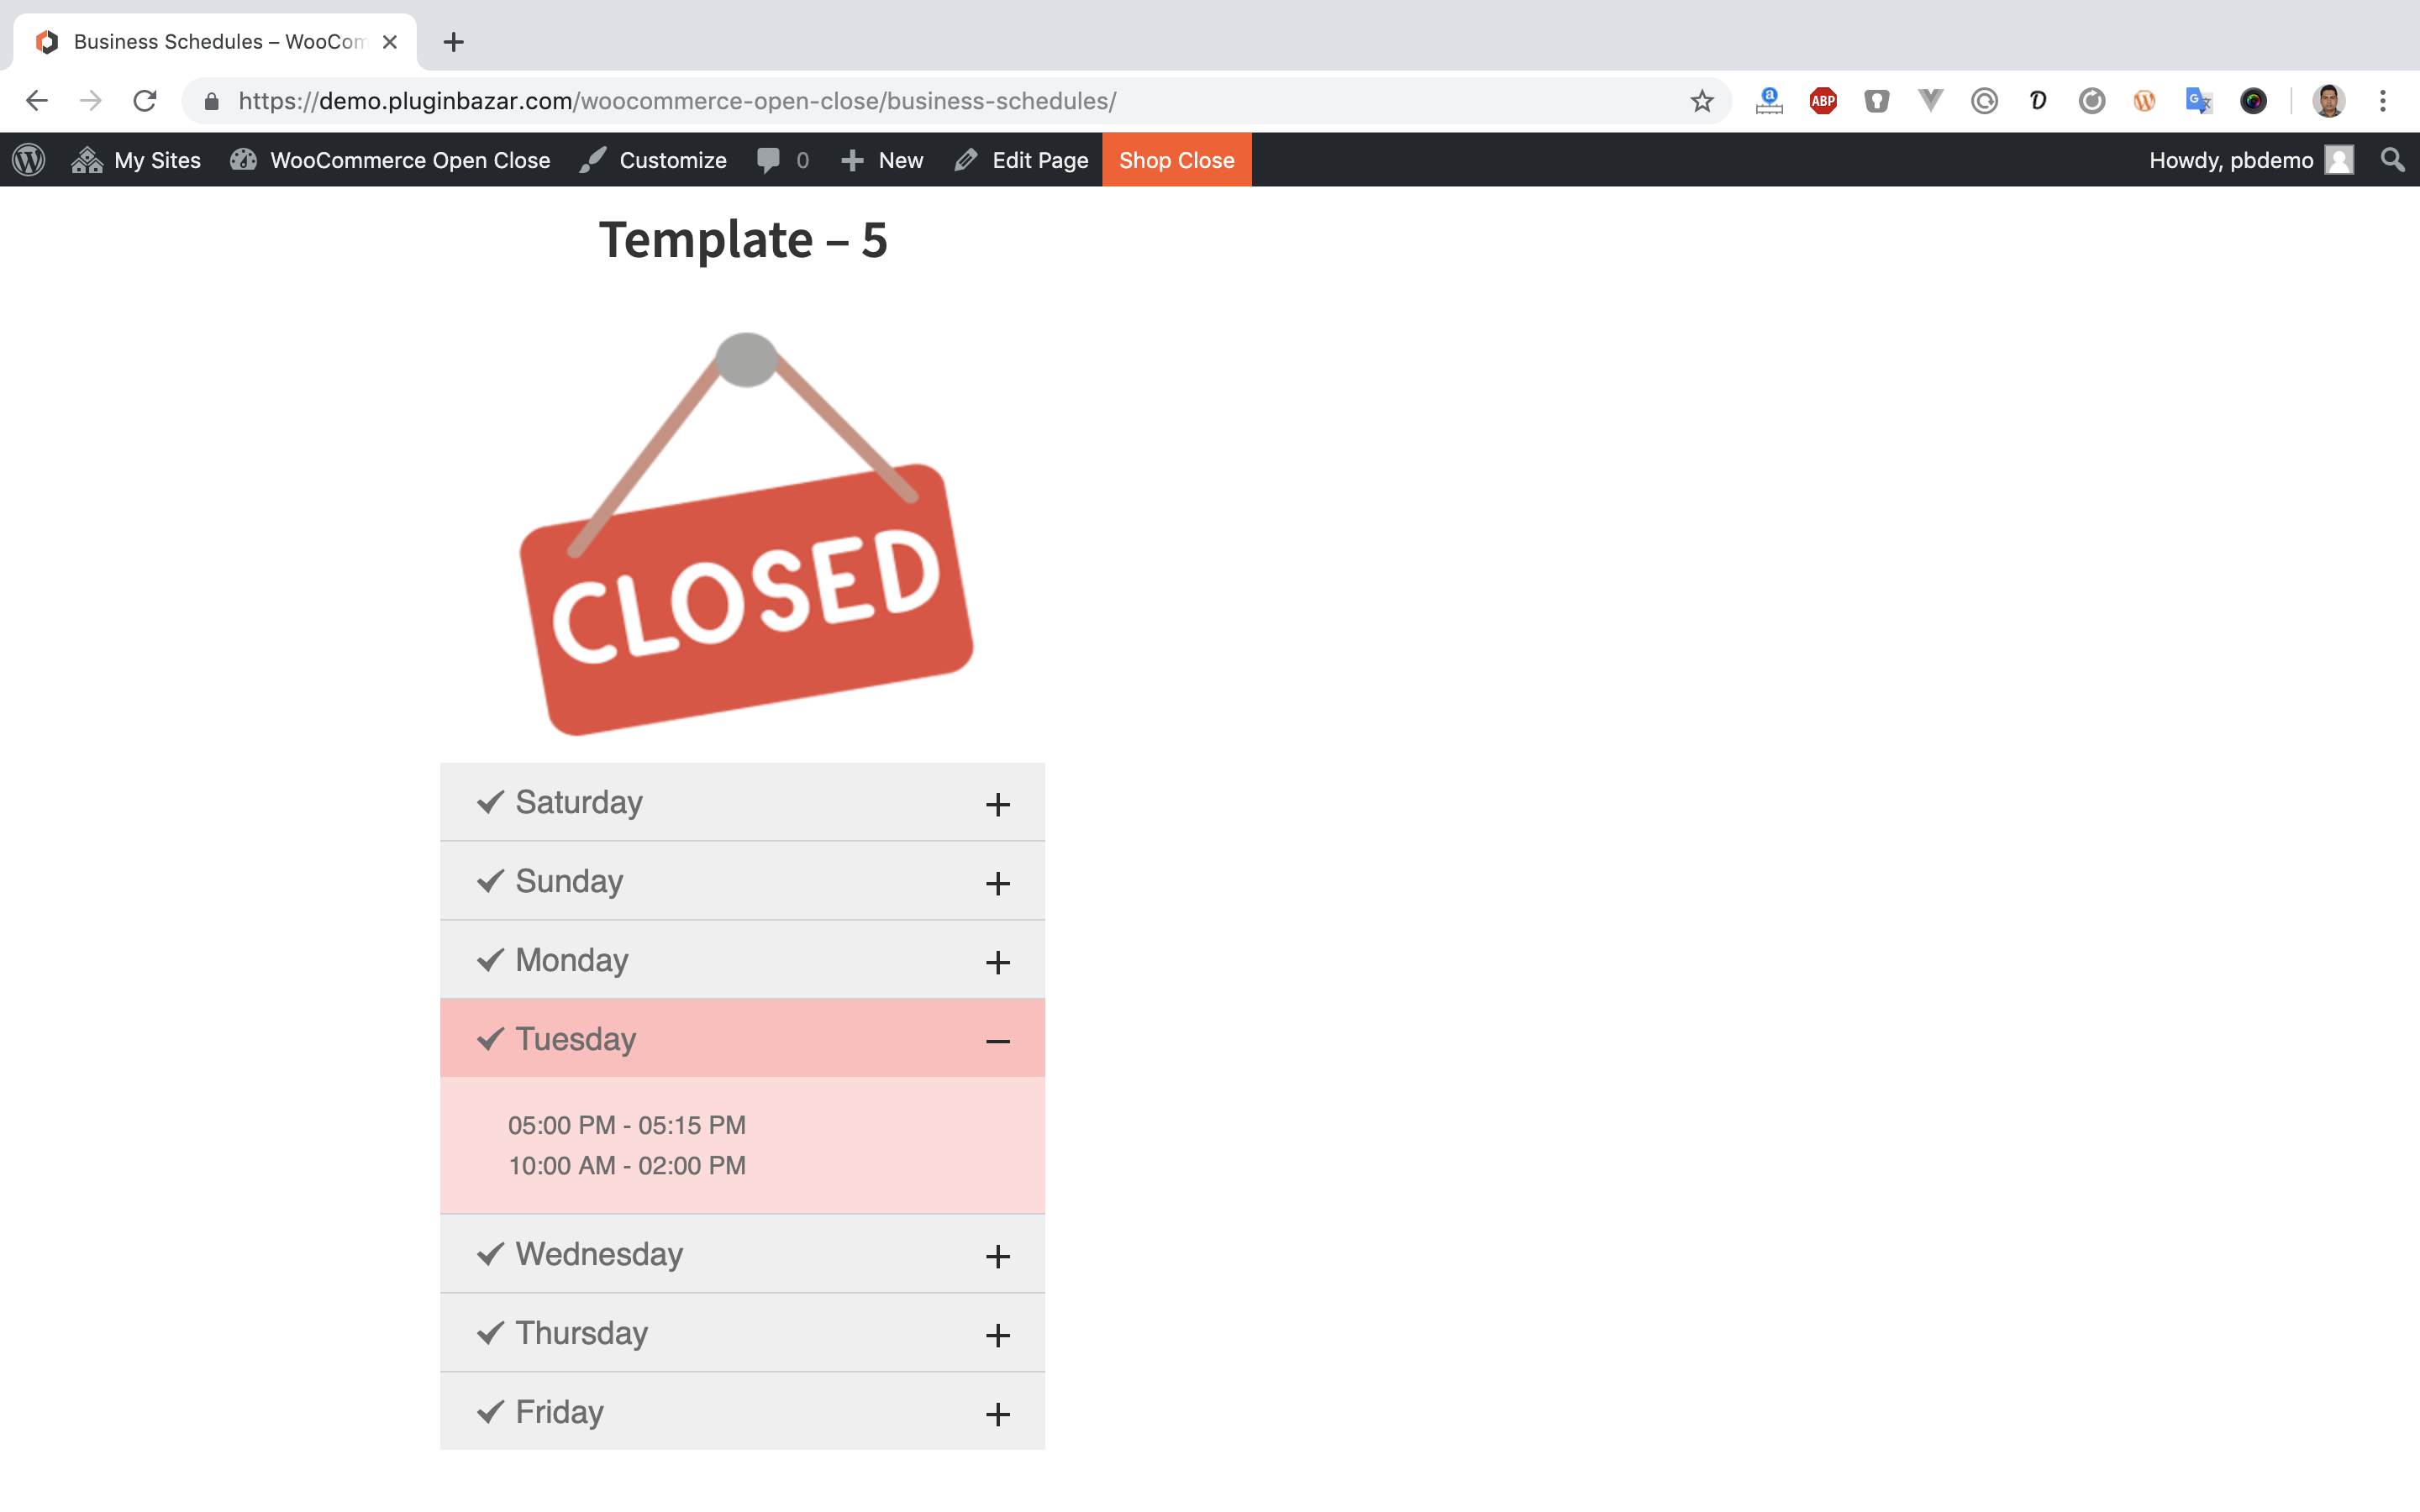 Business Schedules – WooCom
https://demo.pluginbazar.com/woocommerce-open-close/business-schedules/
a
ABP
D
G
My Sites
WooCommerce Open Close
Customize
0
New
Edit Page
Shop Close
Howdy, pbdemo
Template – 5
CLOSED
Saturday
Sunday
Monday
Tuesday
05:00 PM - 05:15 PM
10:00 AM - 02:00 PM
Wednesday
Thursday
Friday